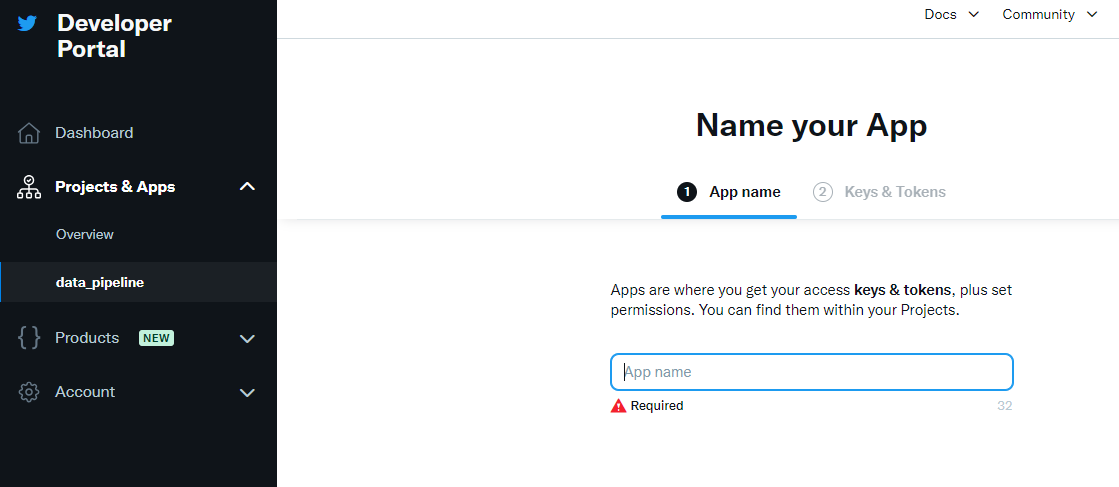 Developer
Portal
Docs
Community
Dashboard
Projects & Apps
Overview
data_pipeline
Products NEW
Account
Name your App
1 App name
2 Keys & Tokens
Apps are where you get your access keys & tokens, plus set
permissions. You can find them within your Projects.
App name
Required
32